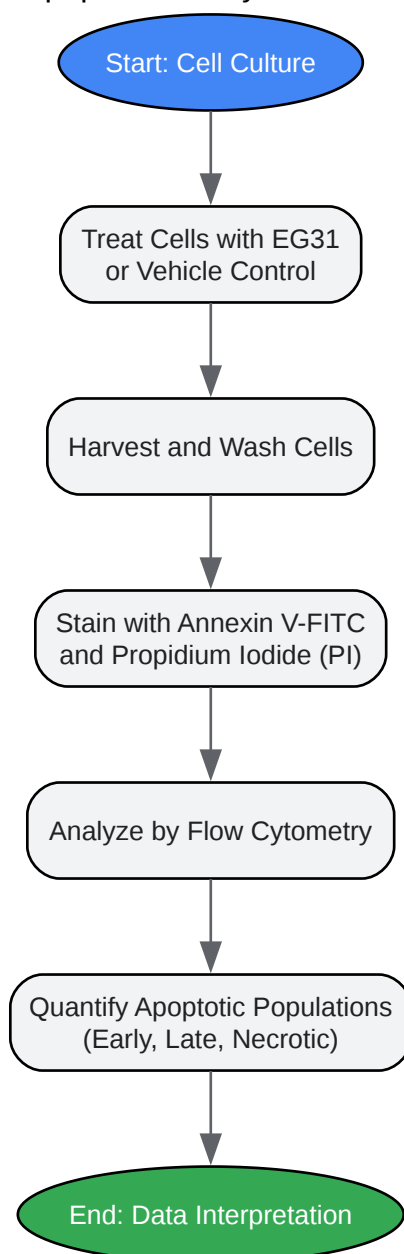 Start: Cell Culture
Treat Cells with EG31
or Vehicle Control
Harvest and Wash Cells
Stain with Annexin V-FITC
and Propidium Iodide (PI)
Analyze by Flow Cytometry
Quantify Apoptotic Populations
(Early, Late, Necrotic)
End: Data Interpretation